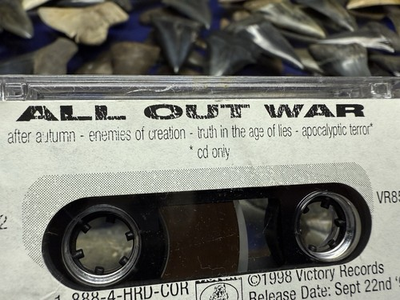 ALL OUT WAR
after autumn - enemies of creation - truth in the age of lies - apocalyptic terror*
* cd only
VR85
2
1-888-4-HRD-COR
©1998 Victory Records
Release Date: Sept 22nd '